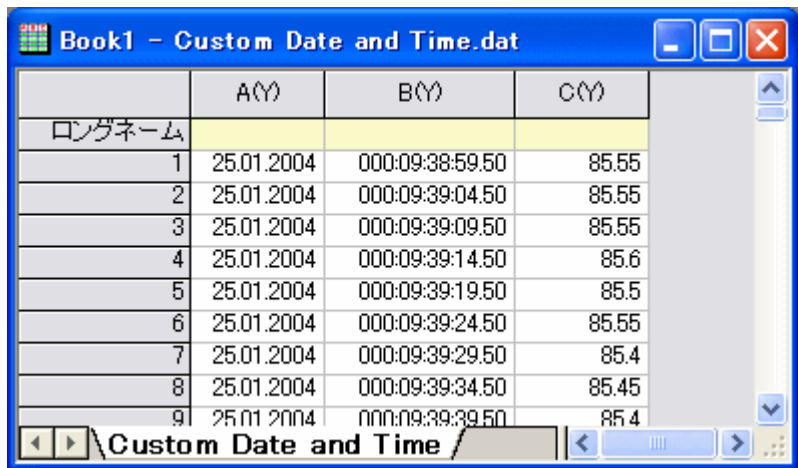 Book1 - Custom Date and Time.dat
A(Y) B(Y) C(Y)
ロングネーム
1 25.01.2004 000:09:38:59.50 85.55
2 25.01.2004 000:09:39:04.50 85.55
3 25.01.2004 000:09:39:09.50 85.55
4 25.01.2004 000:09:39:14.50 85.6
5 25.01.2004 000:09:39:19.50 85.5
6 25.01.2004 000:09:39:24.50 85.55
7 25.01.2004 000:09:39:29.50 85.4
8 25.01.2004 000:09:39:34.50 85.45
9 25.01.2004 000:09:39:39.50 85.4
Custom Date and Time